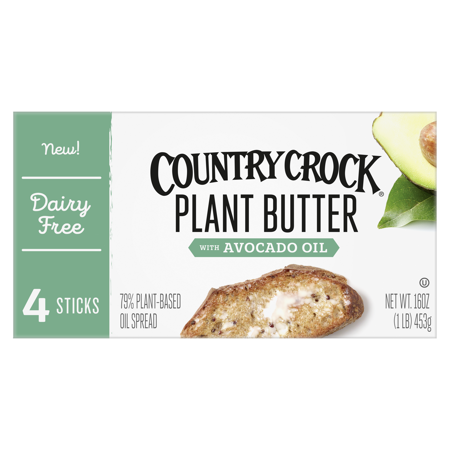 New!
Dairy
Free
4 STICKS
COUNTRY CROCK®
PLANT BUTTER
WITH AVOCADO OIL
79% PLANT-BASED
OIL SPREAD
U
NET WT. 16OZ
(1 LB) 453g